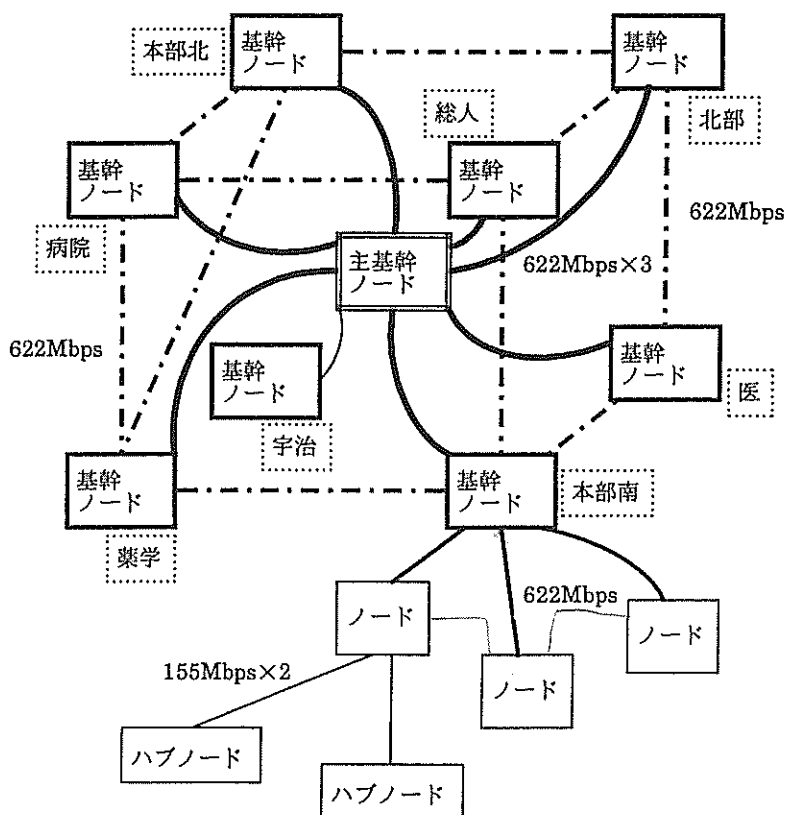 基幹
ノード
本部北
基幹
ノード
北部
総人
基幹
ノード
病院
基幹
ノード
622Mbps
主基幹
ノード
622Mbps×3
622Mbps
基幹
ノード
宇治
基幹
ノード
医
基幹
ノード
薬学
基幹
ノード
本部南
ノード
622Mbps
ノード
ノード
155Mbps×2
ハブノード
ハブノード